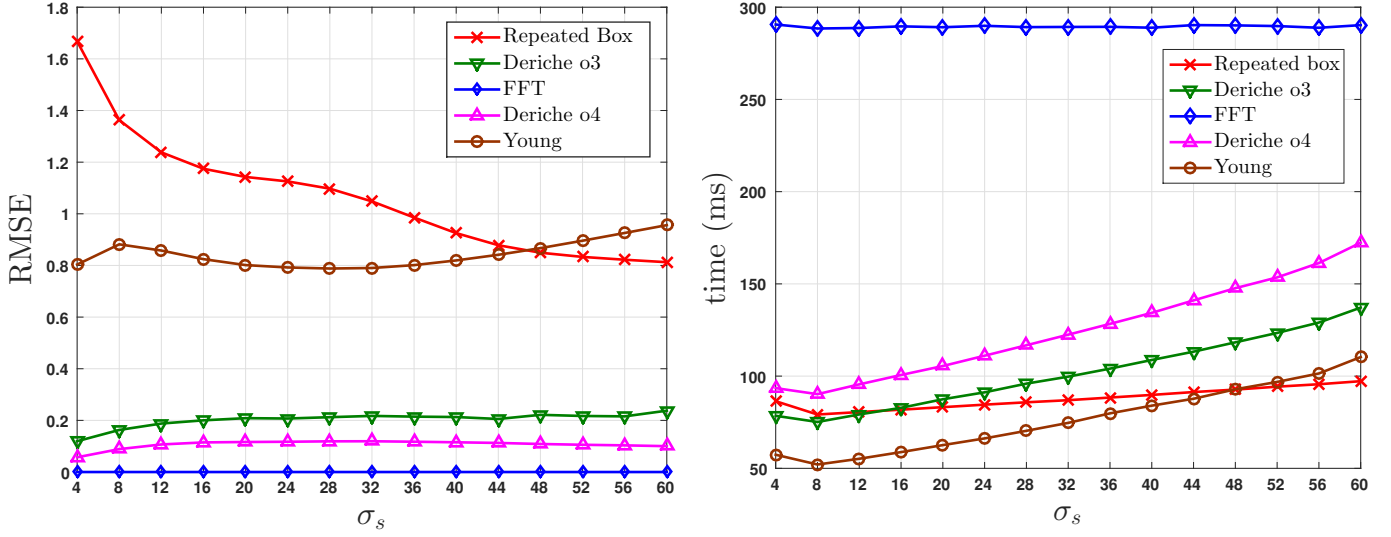 1.8
1.6
1.4
1.2
1
0.8
0.6
0.4
0.2
0
RMSE
Repeated Box
Deriche o3
FFT
Deriche o4
Young
4 8 12 16 20 24 28 32 36 40 44 48 52 56 60
σs
300
250
200
150
100
50
time (ms)
Repeated box
Deriche o3
FFT
Deriche o4
Young
4 8 12 16 20 24 28 32 36 40 44 48 52 56 60
σs